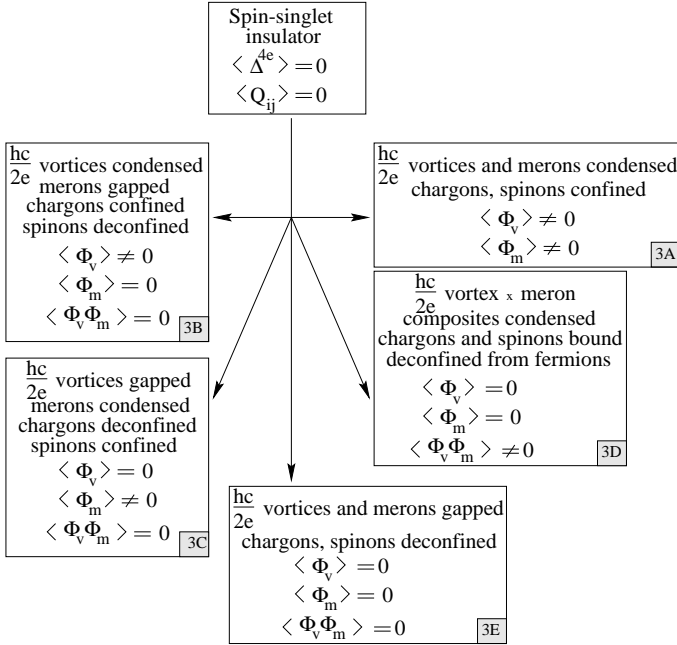 Spin-singlet
insulator
⟨ Δ^{4e} ⟩ = 0
⟨ Q_{ij} ⟩ = 0
hc/2e vortices condensed
merons gapped
chargons confined
spinons deconfined
⟨ Φ_v ⟩ ≠ 0
⟨ Φ_m ⟩ = 0
⟨ Φ_v Φ_m ⟩ = 0
3B
hc/2e vortices and merons condensed
chargons, spinons confined
⟨ Φ_v ⟩ ≠ 0
⟨ Φ_m ⟩ ≠ 0
3A
hc/2e vortex x meron
composites condensed
chargons and spinons bound
deconfined from fermions
⟨ Φ_v ⟩ = 0
⟨ Φ_m ⟩ = 0
⟨ Φ_v Φ_m ⟩ ≠ 0
3D
hc/2e vortices gapped
merons condensed
chargons deconfined
spinons confined
⟨ Φ_v ⟩ = 0
⟨ Φ_m ⟩ ≠ 0
⟨ Φ_v Φ_m ⟩ = 0
3C
hc/2e vortices and merons gapped
chargons, spinons deconfined
⟨ Φ_v ⟩ = 0
⟨ Φ_m ⟩ = 0
⟨ Φ_v Φ_m ⟩ = 0
3E